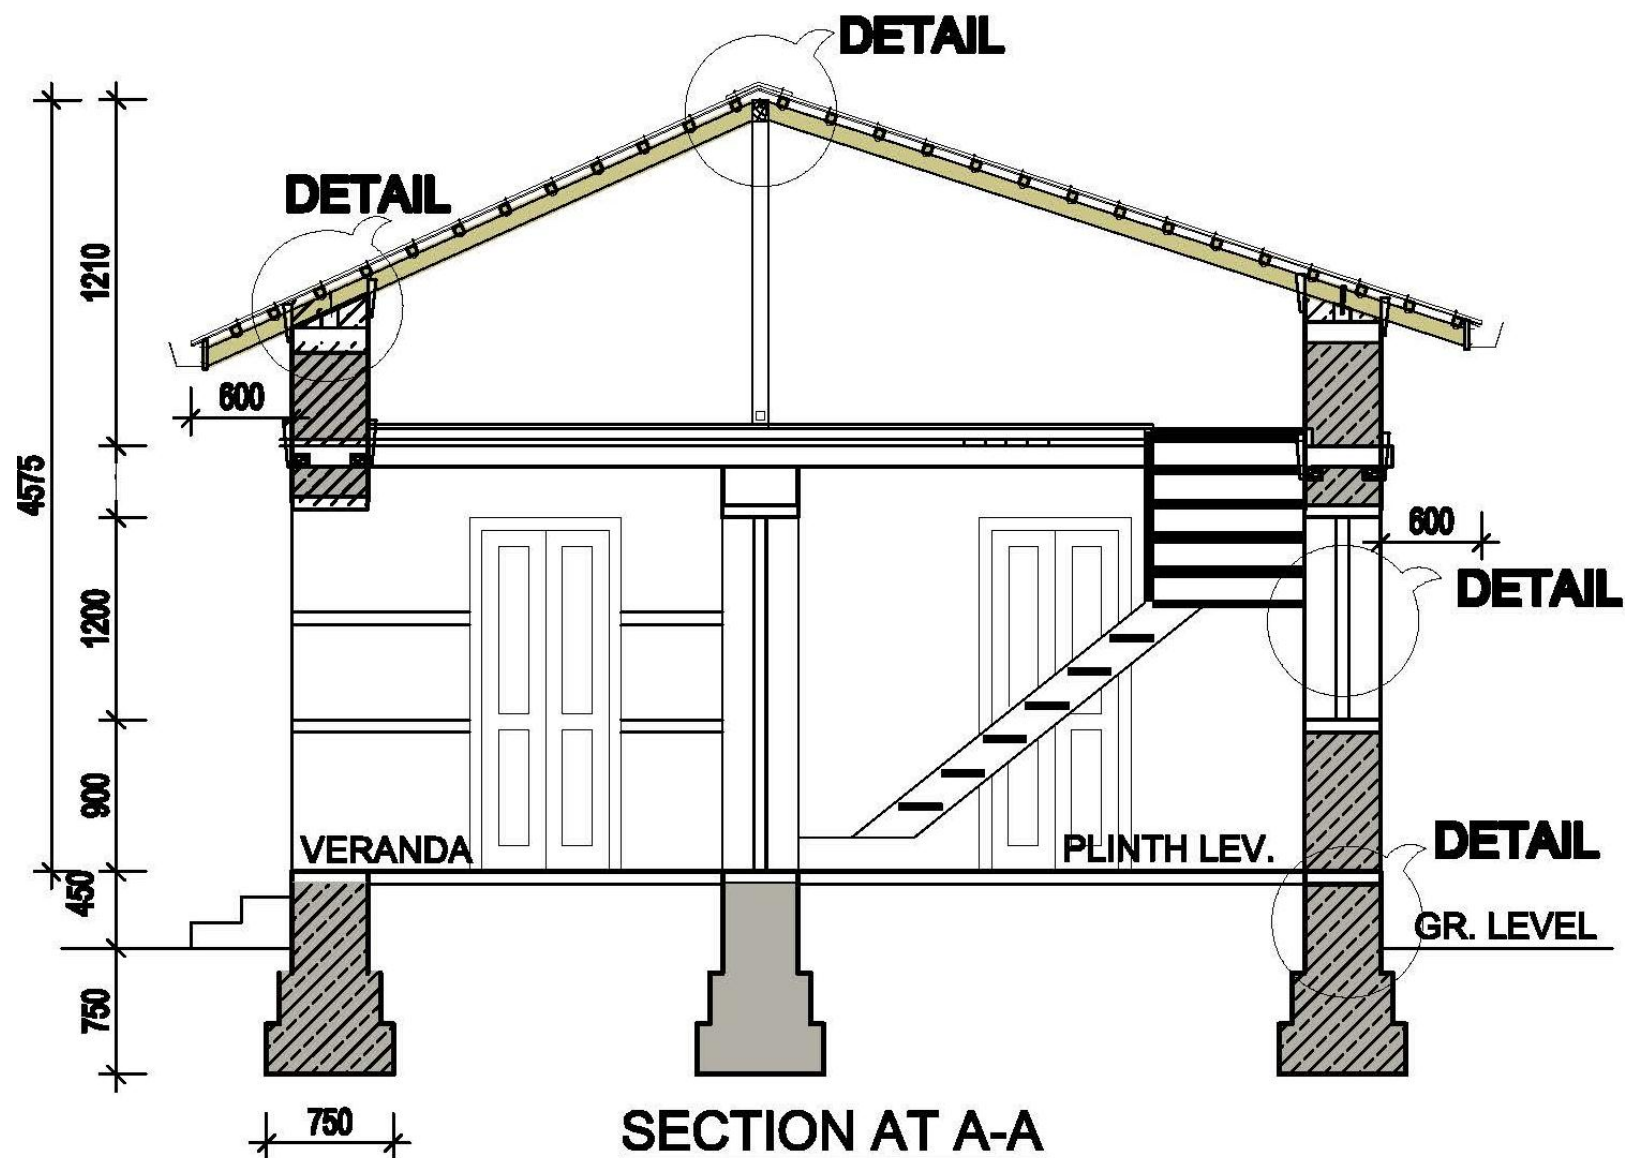 DETAIL
DETAIL
1210
600
4575
600
DETAIL
1200
900
VERANDA
PLINTH LEV.
DETAIL
450
GR. LEVEL
750
750
SECTION AT A-A